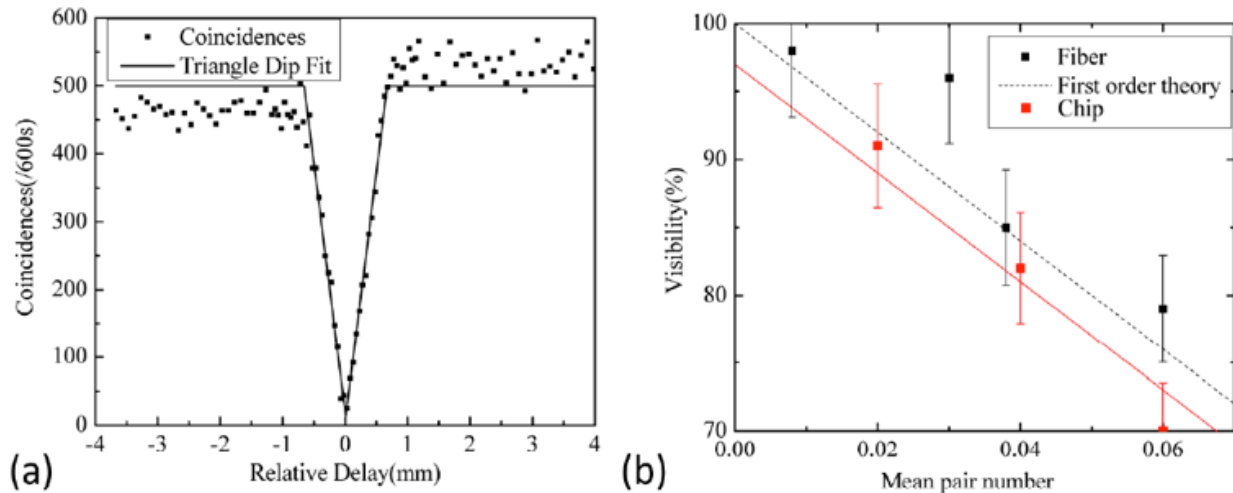 600
500
400
300
200
100
0
Coincidences(/600s)
Coincidences
Triangle Dip Fit
-4 -3 -2 -1 0 1 2 3 4
Relative Delay(mm)
(a)
100
90
80
70
Visibility(%)
Fiber
First order theory
Chip
0.00 0.02 0.04 0.06
Mean pair number
(b)